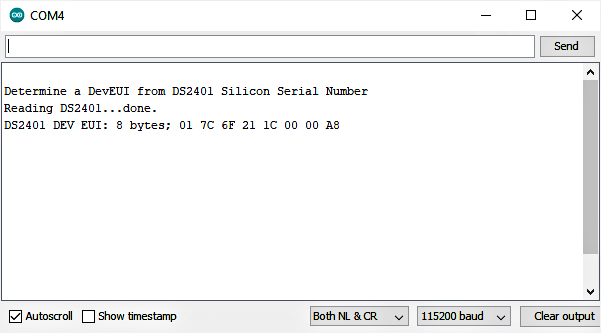 COM4
Send
Determine a DevEUI from DS2401 Silicon Serial Number
Reading DS2401...done.
DS2401 DEV EUI: 8 bytes; 01 7C 6F 21 1C 00 00 A8
Autoscroll Show timestamp Both NL & CR 115200 baud Clear output